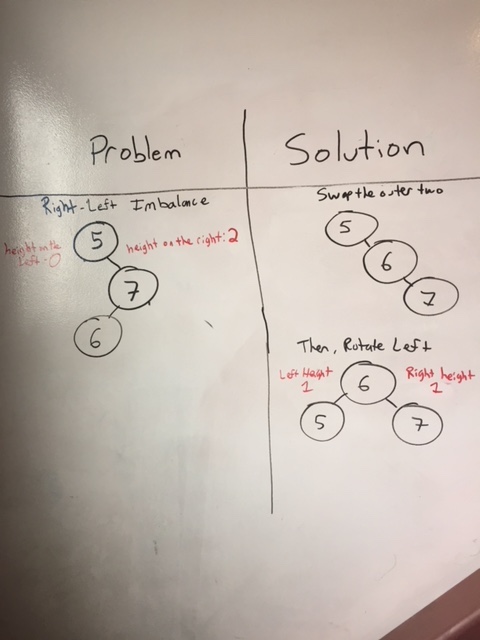 Problem
Solution
Right-Left Imbalance
5
height on the
Left: 0
height on the right: 2
7
6
Swap the outer two
5
6
7
Then, Rotate Left
Left Height
1
6
Right height
1
5
7